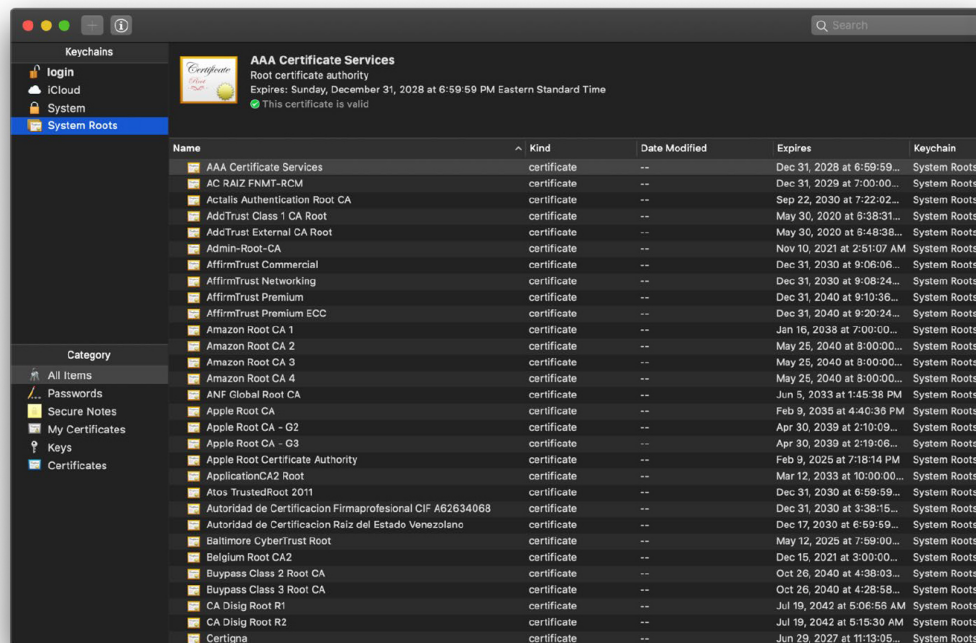 Search
Keychains
login
iCloud
System
System Roots
Certificate
Root
AAA Certificate Services
Root certificate authority
Expires: Sunday, December 31, 2028 at 6:59:59 PM Eastern Standard Time
This certificate is valid
Name Kind Date Modified Expires Keychain
AAA Certificate Services certificate -- Dec 31, 2028 at 6:59:59... System Roots
AC RAIZ FNMT-RCM certificate -- Dec 31, 2029 at 7:00:00... System Roots
Actalis Authentication Root CA certificate -- Sep 22, 2030 at 7:22:02... System Roots
AddTrust Class 1 CA Root certificate -- May 30, 2020 at 6:38:31... System Roots
AddTrust External CA Root certificate -- May 30, 2020 at 6:48:38... System Roots
Admin-Root-CA certificate -- Nov 10, 2021 at 2:51:07 AM System Roots
AffirmTrust Commercial certificate -- Dec 31, 2030 at 9:06:06... System Roots
AffirmTrust Networking certificate -- Dec 31, 2030 at 9:08:24... System Roots
AffirmTrust Premium certificate -- Dec 31, 2040 at 9:10:36... System Roots
AffirmTrust Premium ECC certificate -- Dec 31, 2040 at 9:20:24... System Roots
Amazon Root CA 1 certificate -- Jan 16, 2038 at 7:00:00... System Roots
Amazon Root CA 2 certificate -- May 25, 2040 at 8:00:00... System Roots
Amazon Root CA 3 certificate -- May 25, 2040 at 8:00:00... System Roots
Amazon Root CA 4 certificate -- May 25, 2040 at 8:00:00... System Roots
ANF Global Root CA certificate -- Jun 5, 2033 at 1:45:38 PM System Roots
Apple Root CA certificate -- Feb 9, 2035 at 4:40:36 PM System Roots
Apple Root CA - G2 certificate -- Apr 30, 2039 at 2:10:09... System Roots
Apple Root CA - G3 certificate -- Apr 30, 2039 at 2:19:06... System Roots
Apple Root Certificate Authority certificate -- Feb 9, 2025 at 7:18:14 PM System Roots
ApplicationCA2 Root certificate -- Mar 12, 2033 at 10:00:00... System Roots
Atos TrustedRoot 2011 certificate -- Dec 31, 2030 at 6:59:59... System Roots
Autoridad de Certificacion Firmaprofesional CIF A62634068 certificate -- Dec 31, 2030 at 3:38:15... System Roots
Autoridad de Certificacion Raiz del Estado Venezolano certificate -- Dec 17, 2030 at 6:59:59... System Roots
Baltimore CyberTrust Root certificate -- May 12, 2025 at 7:59:00... System Roots
Belgium Root CA2 certificate -- Dec 15, 2021 at 3:00:00... System Roots
Buypass Class 2 Root CA certificate -- Oct 26, 2040 at 4:38:03... System Roots
Buypass Class 3 Root CA certificate -- Oct 26, 2040 at 4:28:58... System Roots
CA Disig Root R1 certificate -- Jul 19, 2042 at 5:06:56 AM System Roots
CA Disig Root R2 certificate -- Jul 19, 2042 at 5:15:30 AM System Roots
Certigna certificate -- Jun 29, 2027 at 11:13:05... System Roots
Category
All Items
Passwords
Secure Notes
My Certificates
Keys
Certificates